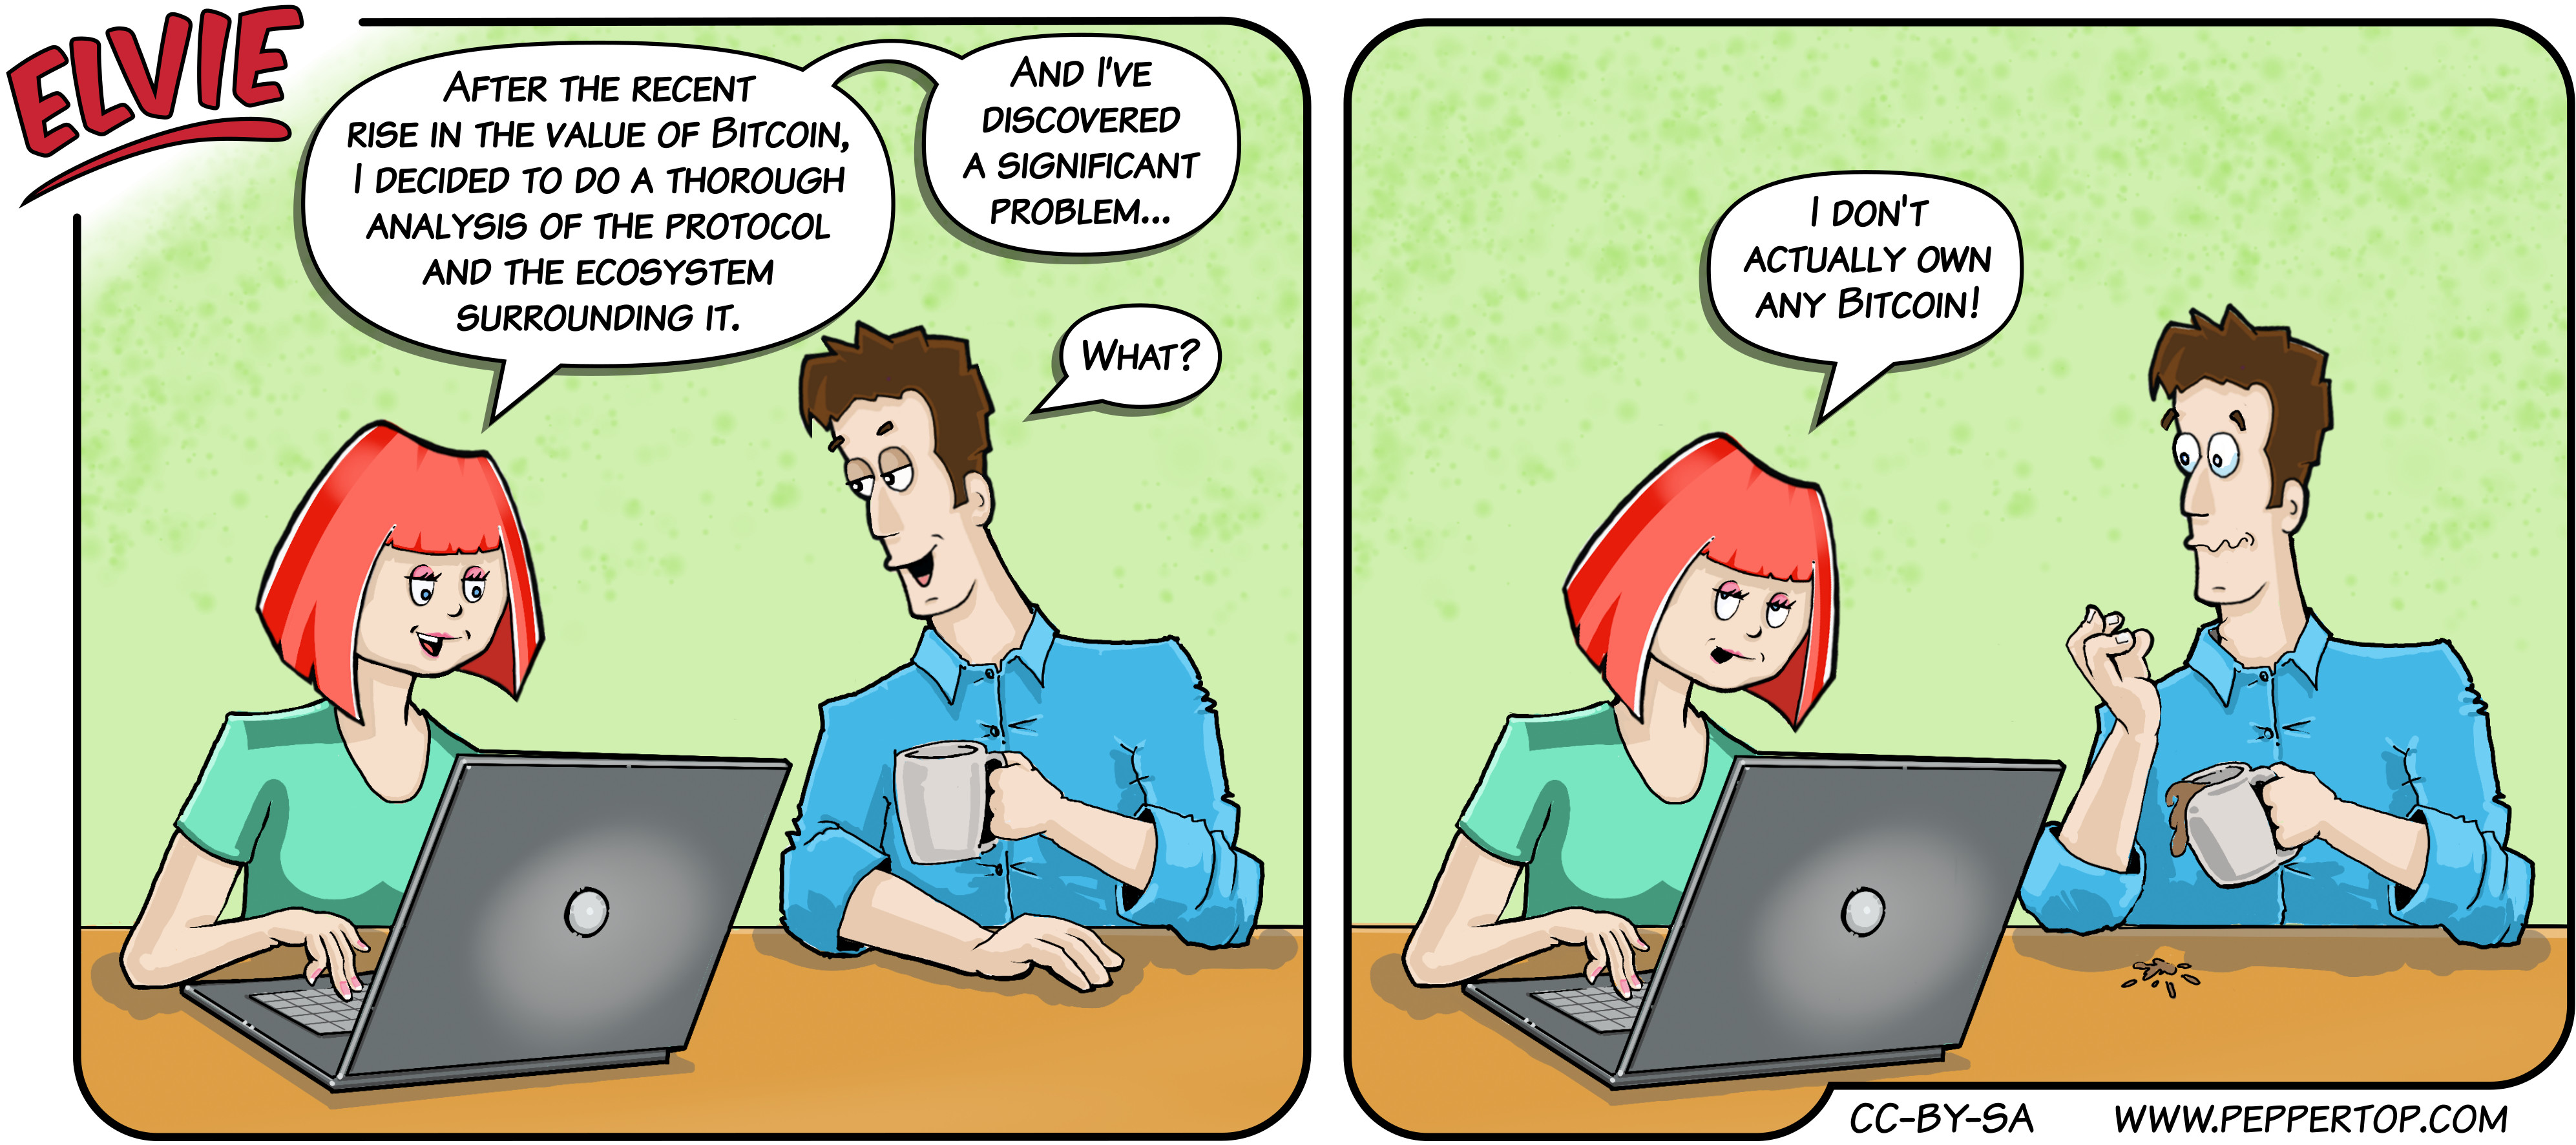 ELVIE
AFTER THE RECENT
RISE IN THE VALUE OF BITCOIN,
I DECIDED TO DO A THOROUGH
ANALYSIS OF THE PROTOCOL
AND THE ECOSYSTEM
SURROUNDING IT.
AND I'VE
DISCOVERED
A SIGNIFICANT
PROBLEM...
WHAT?
I DON'T
ACTUALLY OWN
ANY BITCOIN!
CC-BY-SA
WWW.PEPPERTOP.COM